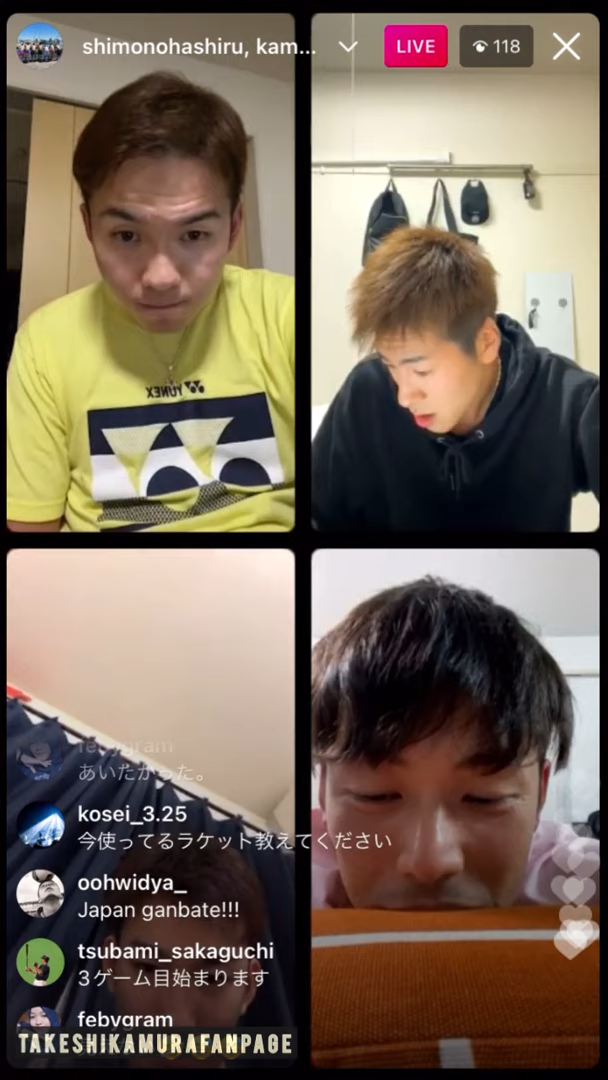 shimonohashiru, kam...
LIVE
118
YONEX
febygram
あいたかった。
kosei_3.25
今使ってるラケット教えてください
oohwidya_
Japan ganbate!!!
tsubami_sakaguchi
3ゲーム目始まります
febygram
TAKESHIKAMURAFANPAGE